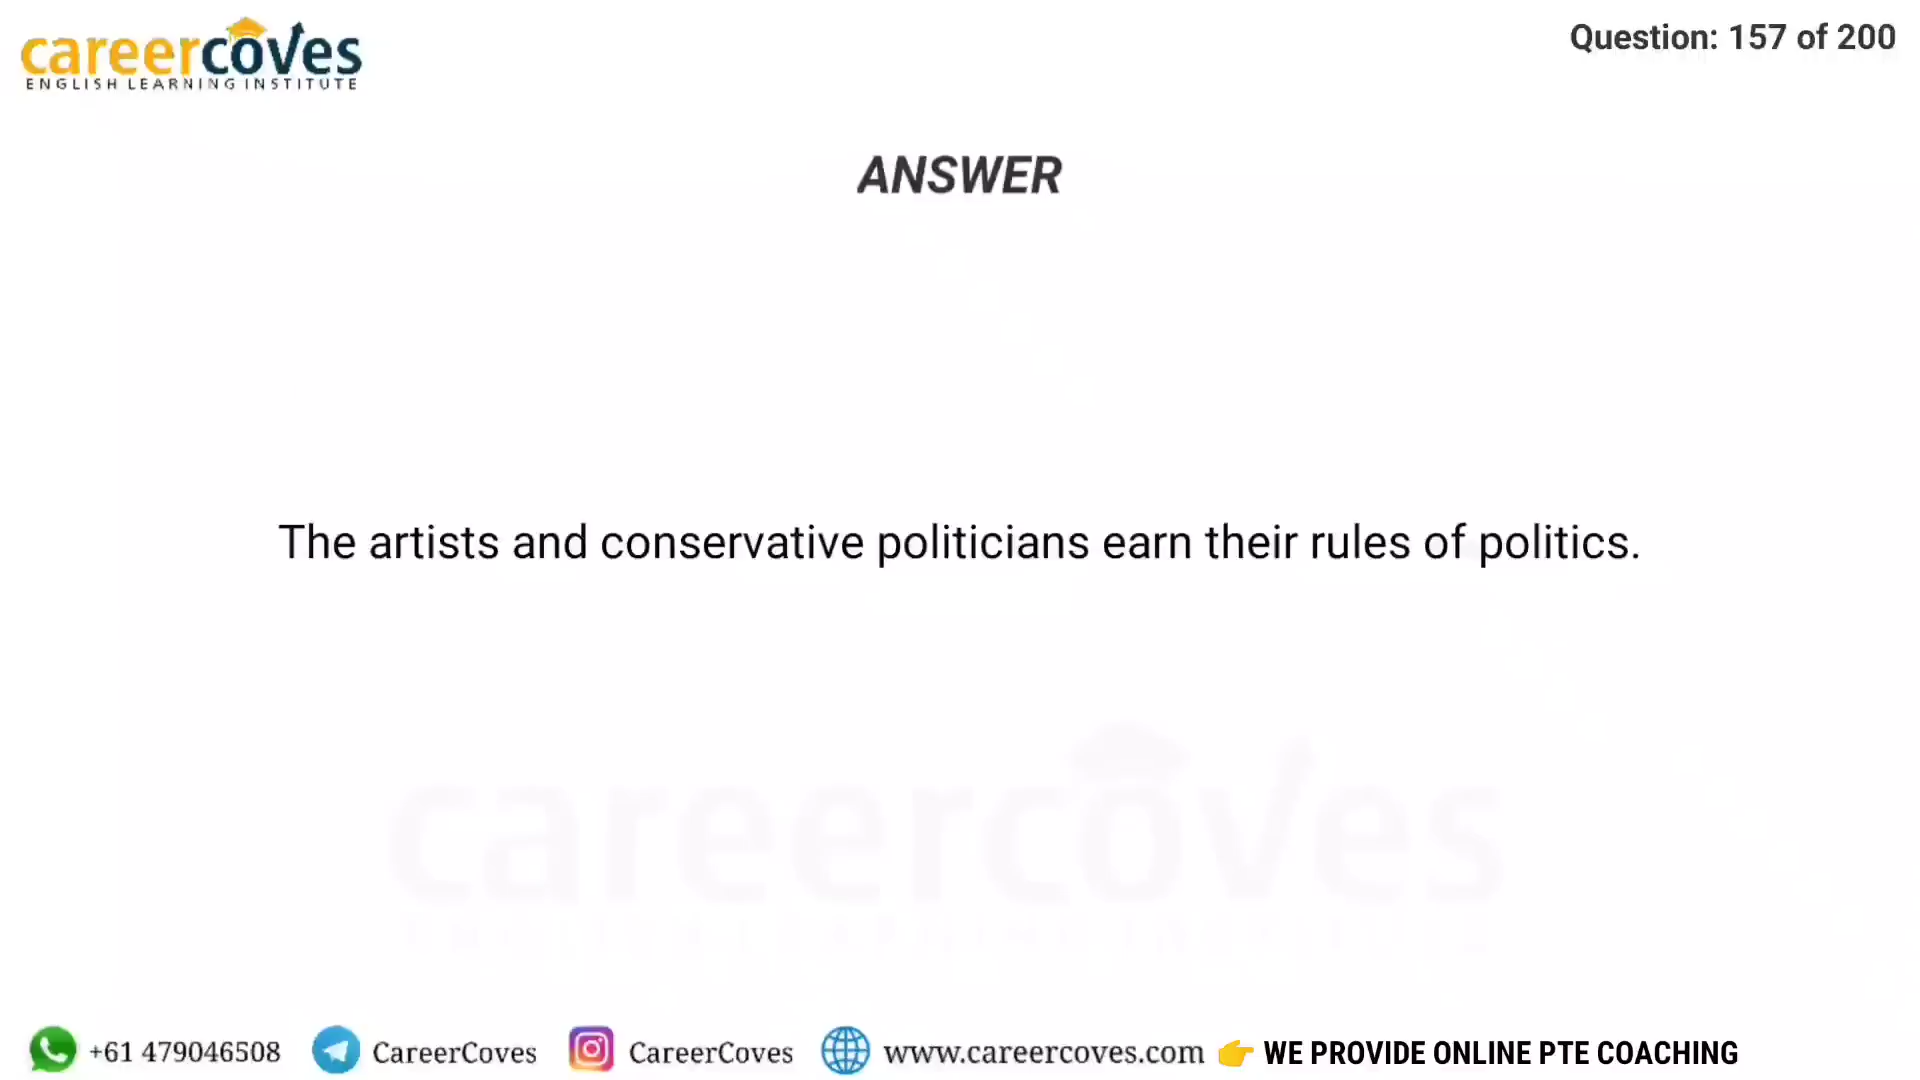 careercoves
ENGLISH LEARNING INSTITUTE
Question: 157 of 200
ANSWER
The artists and conservative politicians earn their rules of politics.
careercoves
+61 479046508 CareerCoves CareerCoves www.careercoves.com WE PROVIDE ONLINE PTE COACHING